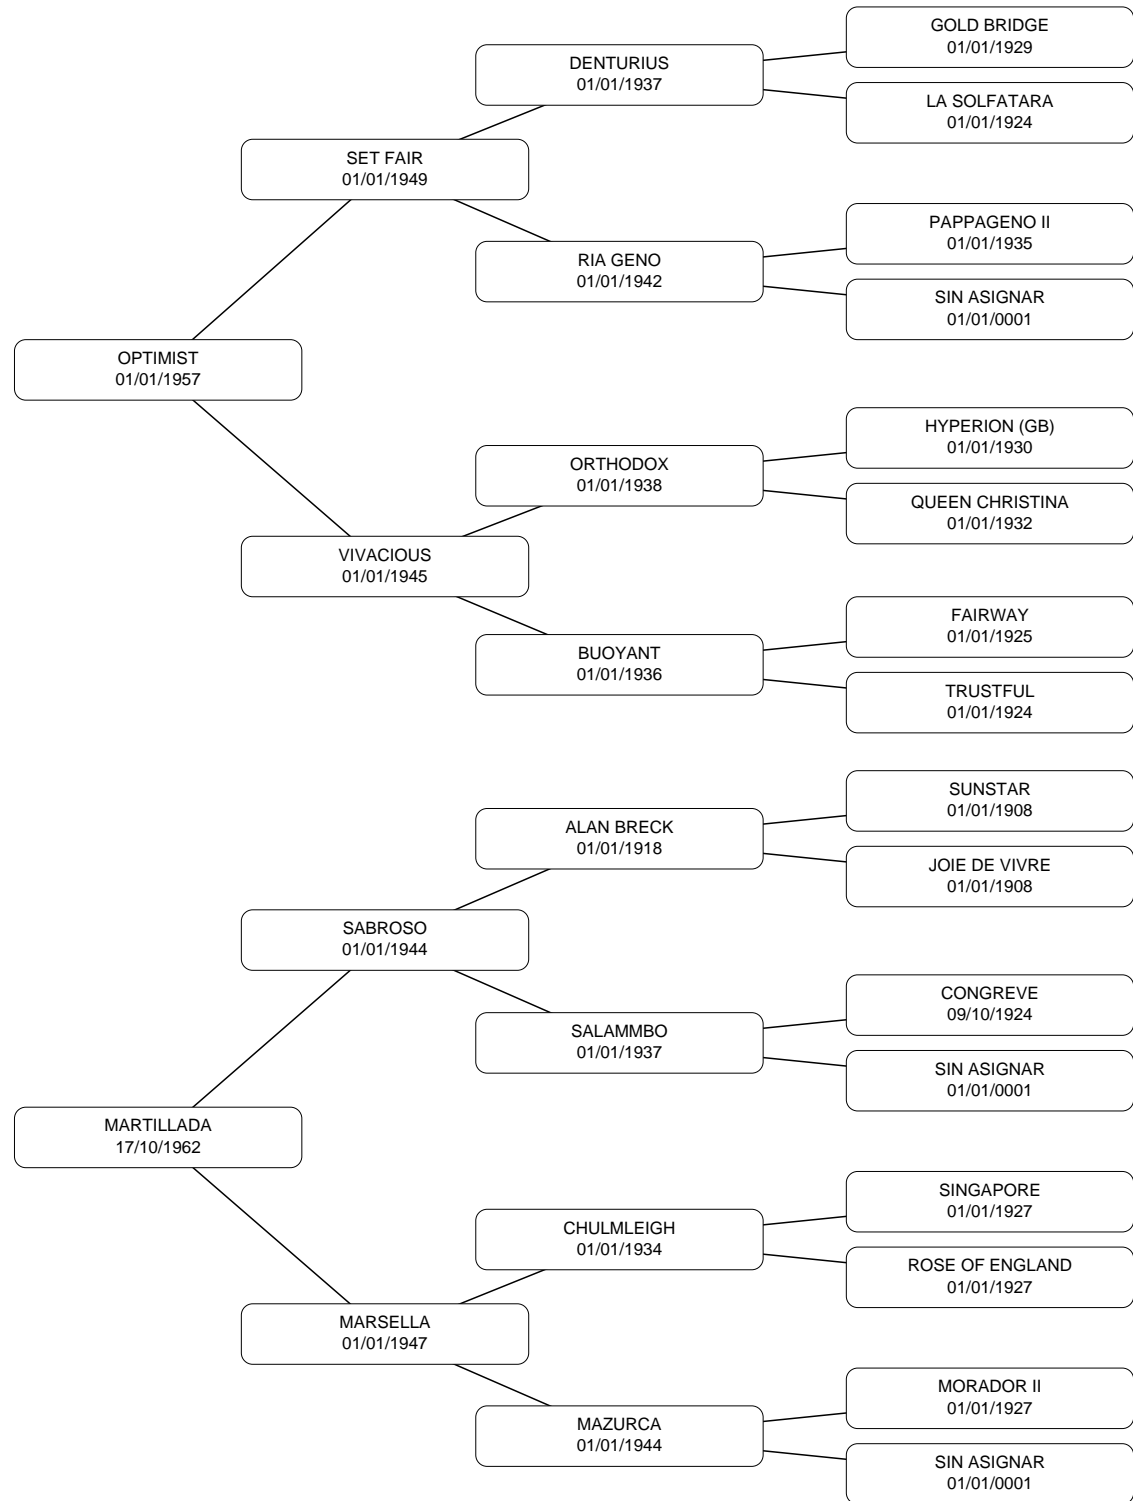 GOLD BRIDGE
01/01/1929
DENTURIUS
01/01/1937
LA SOLFATARA
01/01/1924
SET FAIR
01/01/1949
PAPPAGENO II
01/01/1935
RIA GENO
01/01/1942
SIN ASIGNAR
01/01/0001
OPTIMIST
01/01/1957
HYPERION (GB)
01/01/1930
ORTHODOX
01/01/1938
QUEEN CHRISTINA
01/01/1932
VIVACIOUS
01/01/1945
FAIRWAY
01/01/1925
BUOYANT
01/01/1936
TRUSTFUL
01/01/1924
SUNSTAR
01/01/1908
ALAN BRECK
01/01/1918
JOIE DE VIVRE
01/01/1908
SABROSO
01/01/1944
CONGREVE
09/10/1924
SALAMMBO
01/01/1937
SIN ASIGNAR
01/01/0001
MARTILLADA
17/10/1962
SINGAPORE
01/01/1927
CHULMLEIGH
01/01/1934
ROSE OF ENGLAND
01/01/1927
MARSELLA
01/01/1947
MORADOR II
01/01/1927
MAZURCA
01/01/1944
SIN ASIGNAR
01/01/0001